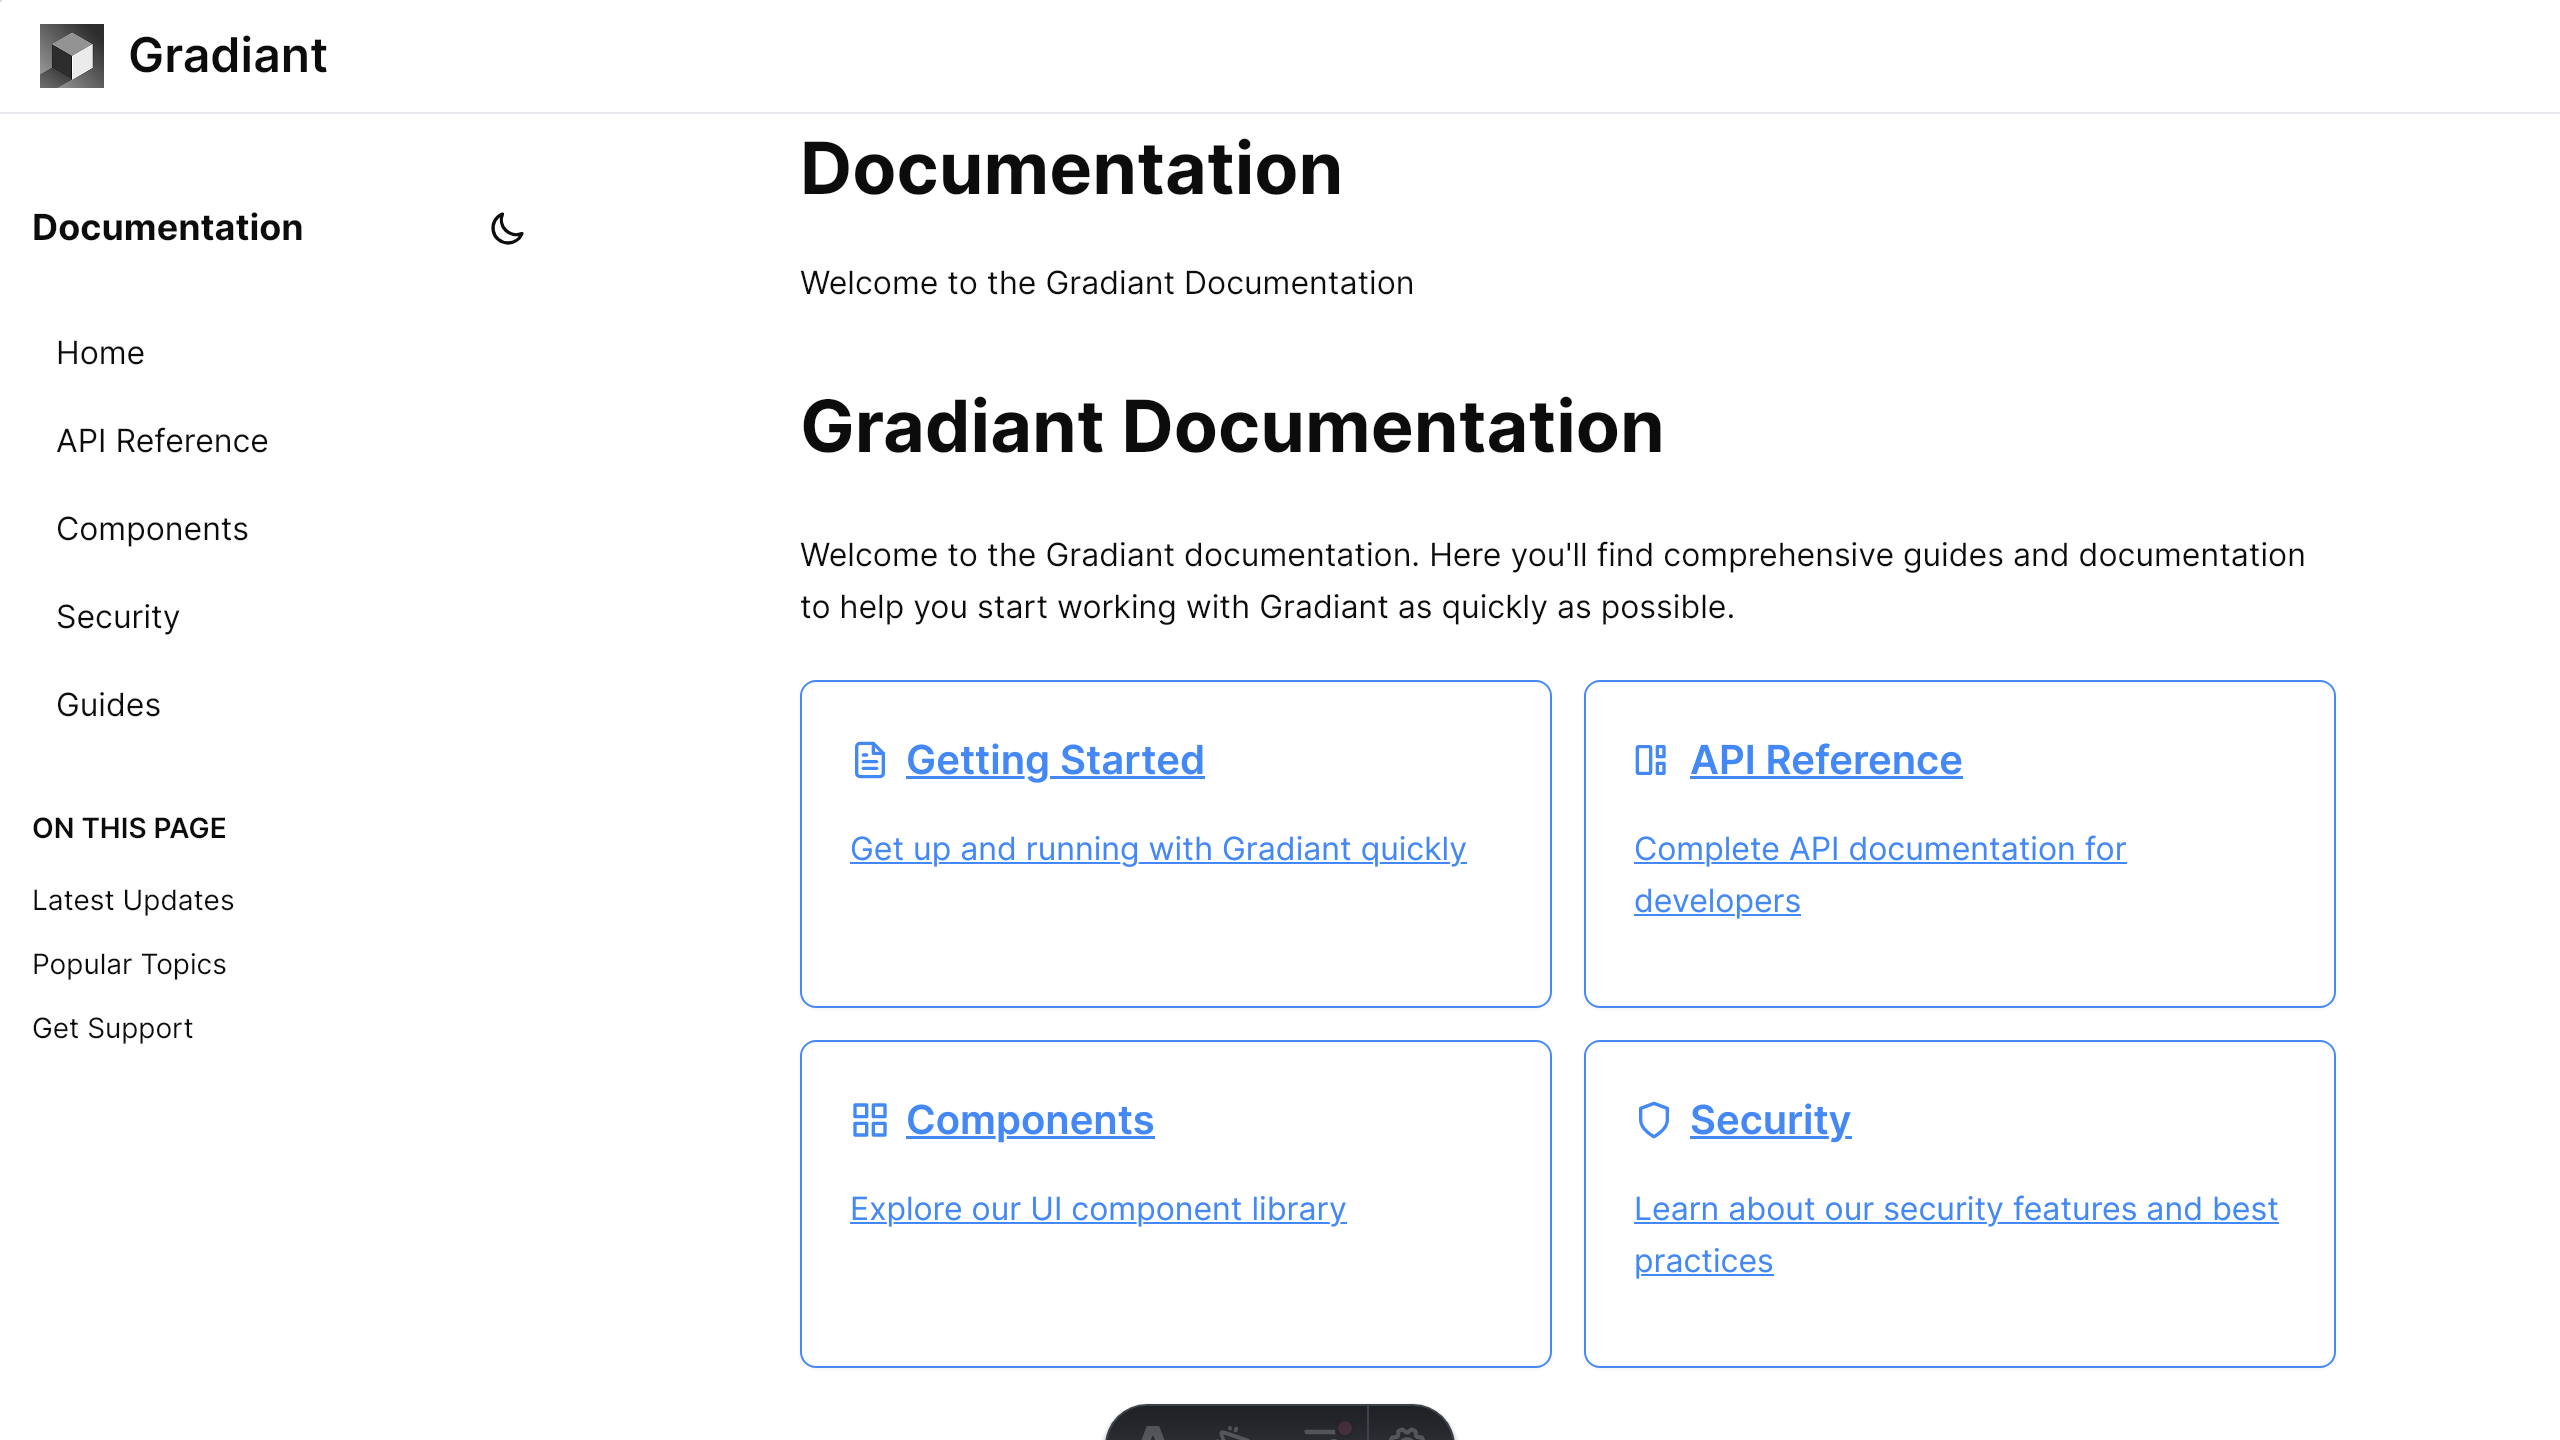 Gradiant
Documentation
Home
API Reference
Components
Security
Guides
ON THIS PAGE
Latest Updates
Popular Topics
Get Support
Documentation
Welcome to the Gradiant Documentation
Gradiant Documentation
Welcome to the Gradiant documentation. Here you'll find comprehensive guides and documentation
to help you start working with Gradiant as quickly as possible.
Getting Started
Get up and running with Gradiant quickly
API Reference
Complete API documentation for
developers
Components
Explore our UI component library
Security
Learn about our security features and best
practices